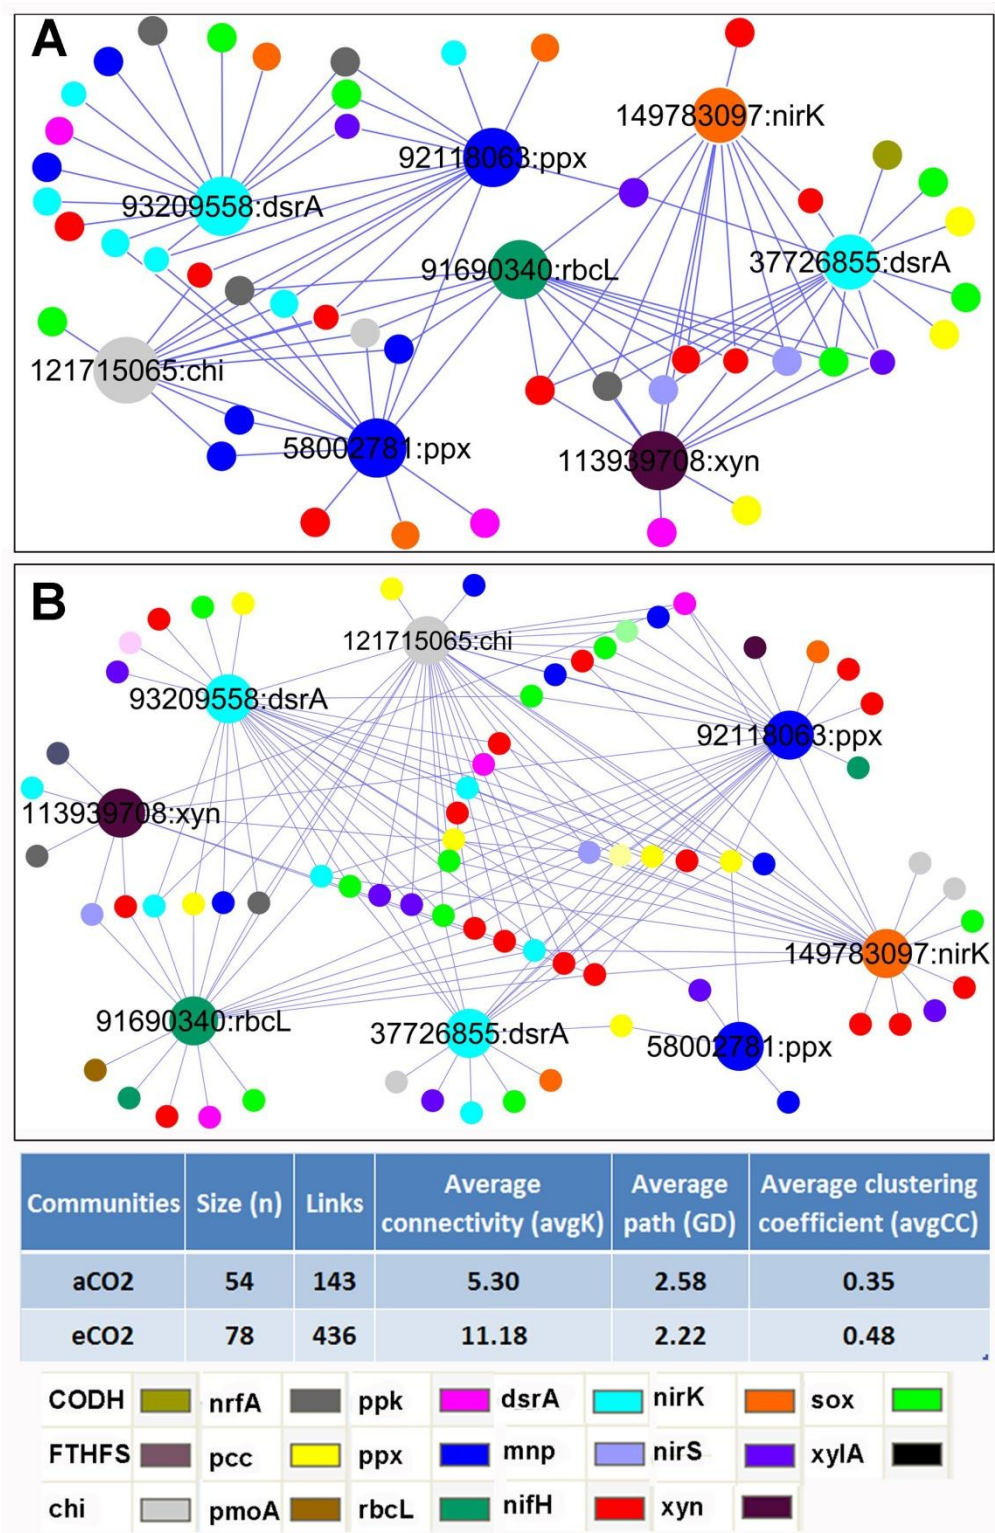 A
149783097:nirK
92118063:ppx
93209558:dsrA
91690340:rbcL
37726855:dsrA
121715065:chi
58002781:ppx
113939708:xyn
B
121715065:chi
93209558:dsrA
92118063:ppx
113939708:xyn
149783097:nirK
91690340:rbcL
37726855:dsrA
58002781:ppx
Communities Size (n) Links Average connectivity (avgK) Average path (GD) Average clustering coefficient (avgCC)
aCO2 54 143 5.30 2.58 0.35
eCO2 78 436 11.18 2.22 0.48
CODH nrfA ppk dsrA nirK sox
FTHFS pcc ppx mnp nirS xylA
chi pmoA rbcL nifH xyn